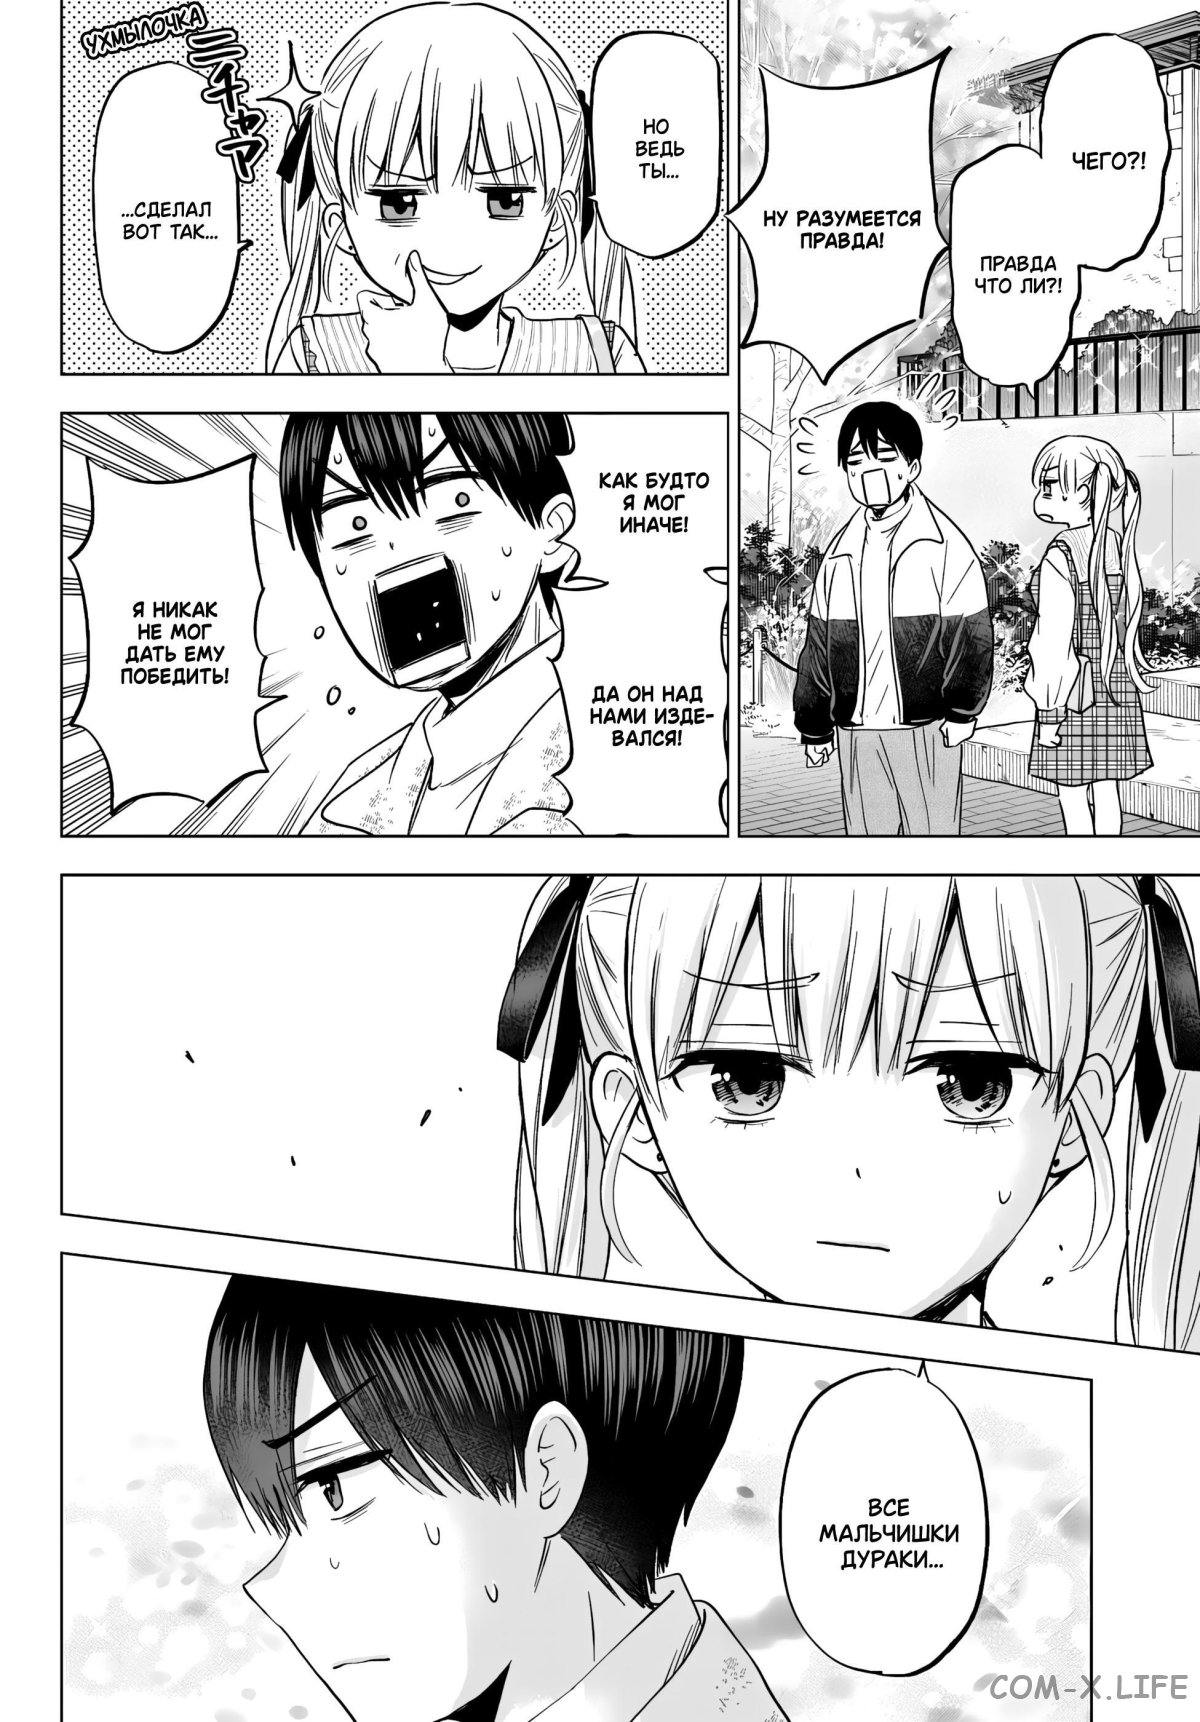 ЧЕГО?!
ПРАВДА
ЧТО ЛИ?!
НУ РАЗУМЕЕТСЯ
ПРАВДА!
НО
ВЕДЬ
ТЫ...
УХМЫЛОЧКА
ニチャア
...СДЕЛАЛ
ВОТ ТАК...
КАК БУДТО
Я МОГ
ИНАЧЕ!
ДА ОН НАД
НАМИ ИЗДЕ-
ВАЛСЯ!
Я НИКАК
НЕ МОГ
ДАТЬ ЕМУ
ПОБЕДИТЬ!
ВСЕ
МАЛЬЧИШКИ
ДУРАКИ...
COM-X.LIFE